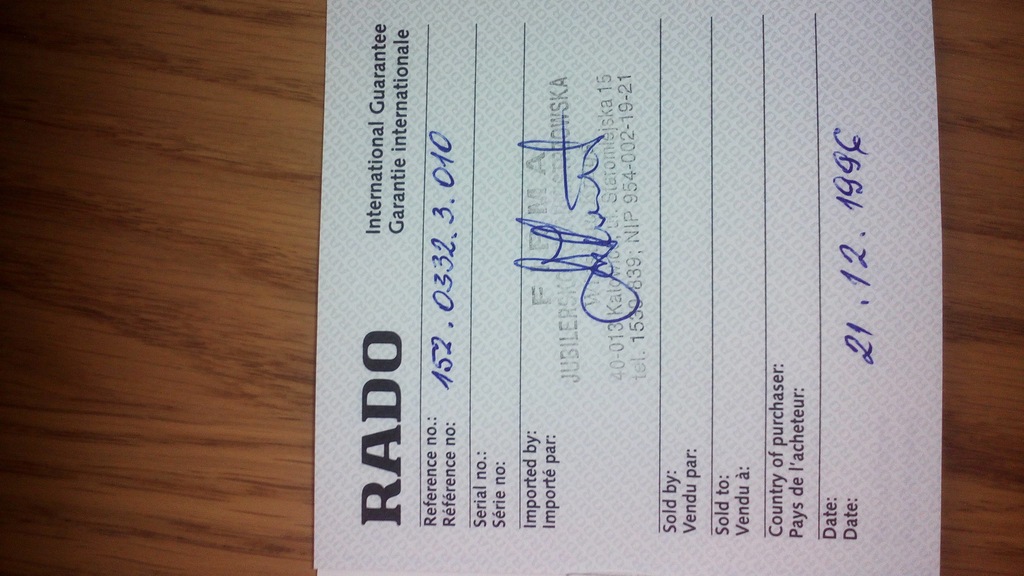 RADO
International Guarantee
Garantie internationale
Reference no.: 152.0332.3.010
Référence no:
Serial no.:
Série no:
Imported by:
Importé par:
JUBILERSKA
40-013 15
tel. NIP 954-002-19-21
Sold by:
Vendu par:
Sold to:
Vendu à:
Country of purchaser:
Pays de l'acheteur:
Date: 21.12.1996
Date: